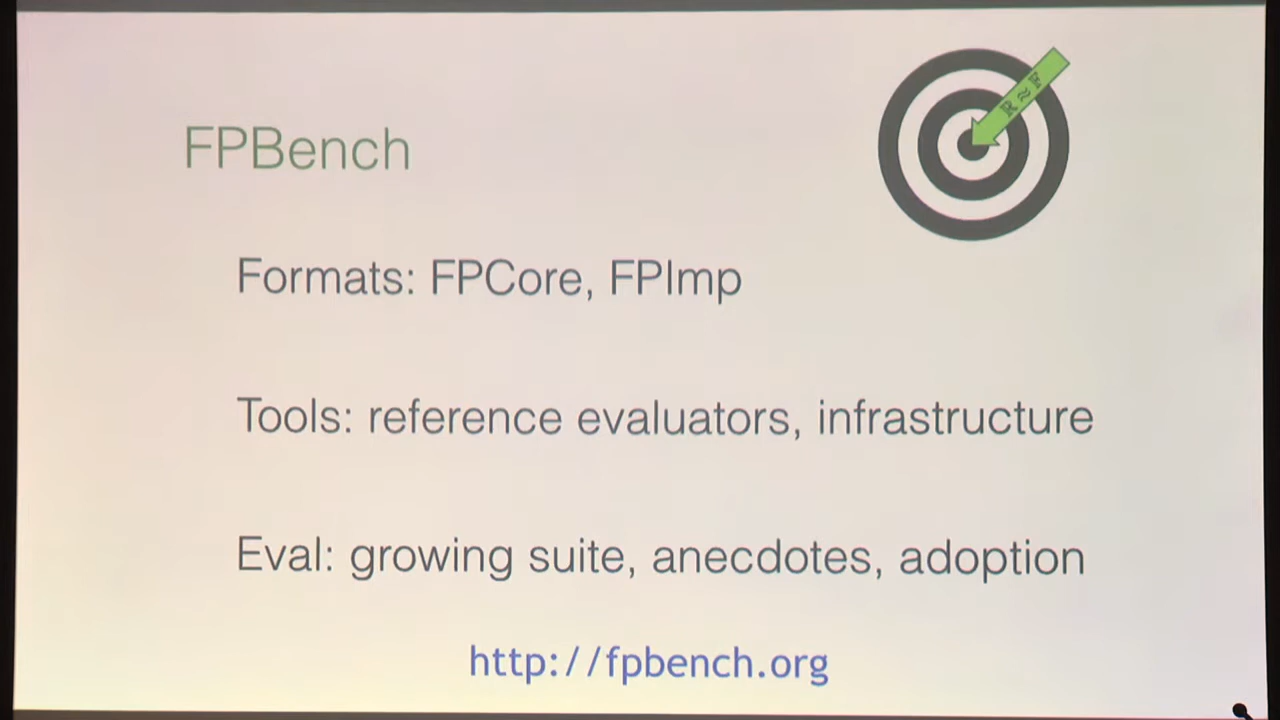 FPBench
R ≈ F
Formats: FPCore, FPImp
Tools: reference evaluators, infrastructure
Eval: growing suite, anecdotes, adoption
http://fpbench.org